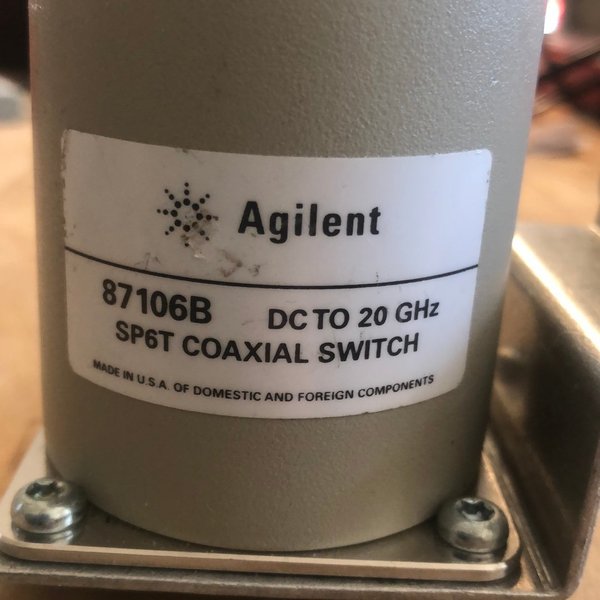 Agilent
87106B DC TO 20 GHz
SP6T COAXIAL SWITCH
MADE IN U.S.A. OF DOMESTIC AND FOREIGN COMPONENTS